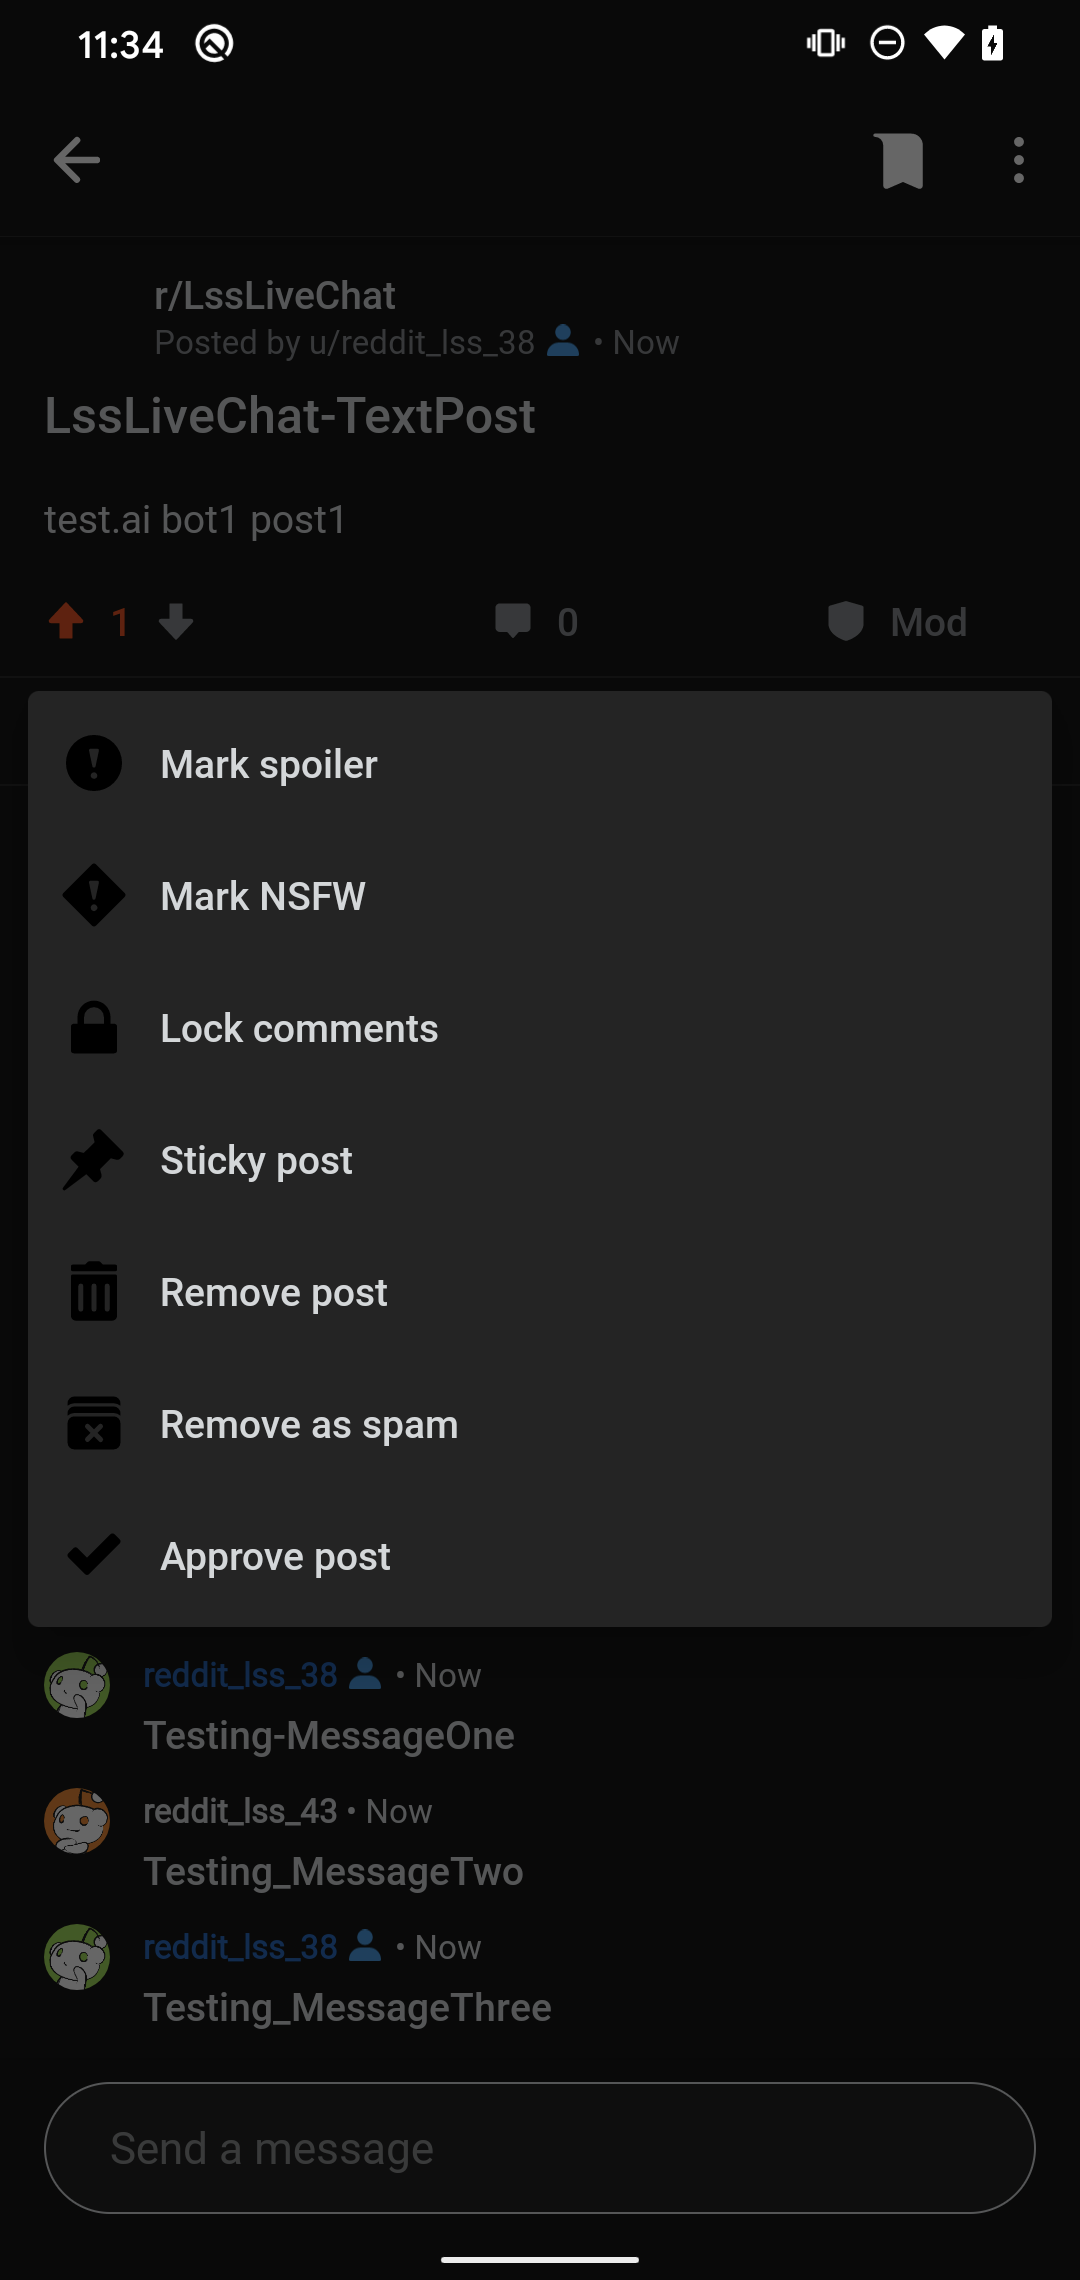 11:34
r/LssLiveChat
Posted by u/reddit_lss_38 • Now
LssLiveChat-TextPost
test.ai bot1 post1
1 0 Mod
Mark spoiler
Mark NSFW
Lock comments
Sticky post
Remove post
Remove as spam
Approve post
reddit_lss_38 • Now
Testing-MessageOne
reddit_lss_43 • Now
Testing_MessageTwo
reddit_lss_38 • Now
Testing_MessageThree
Send a message